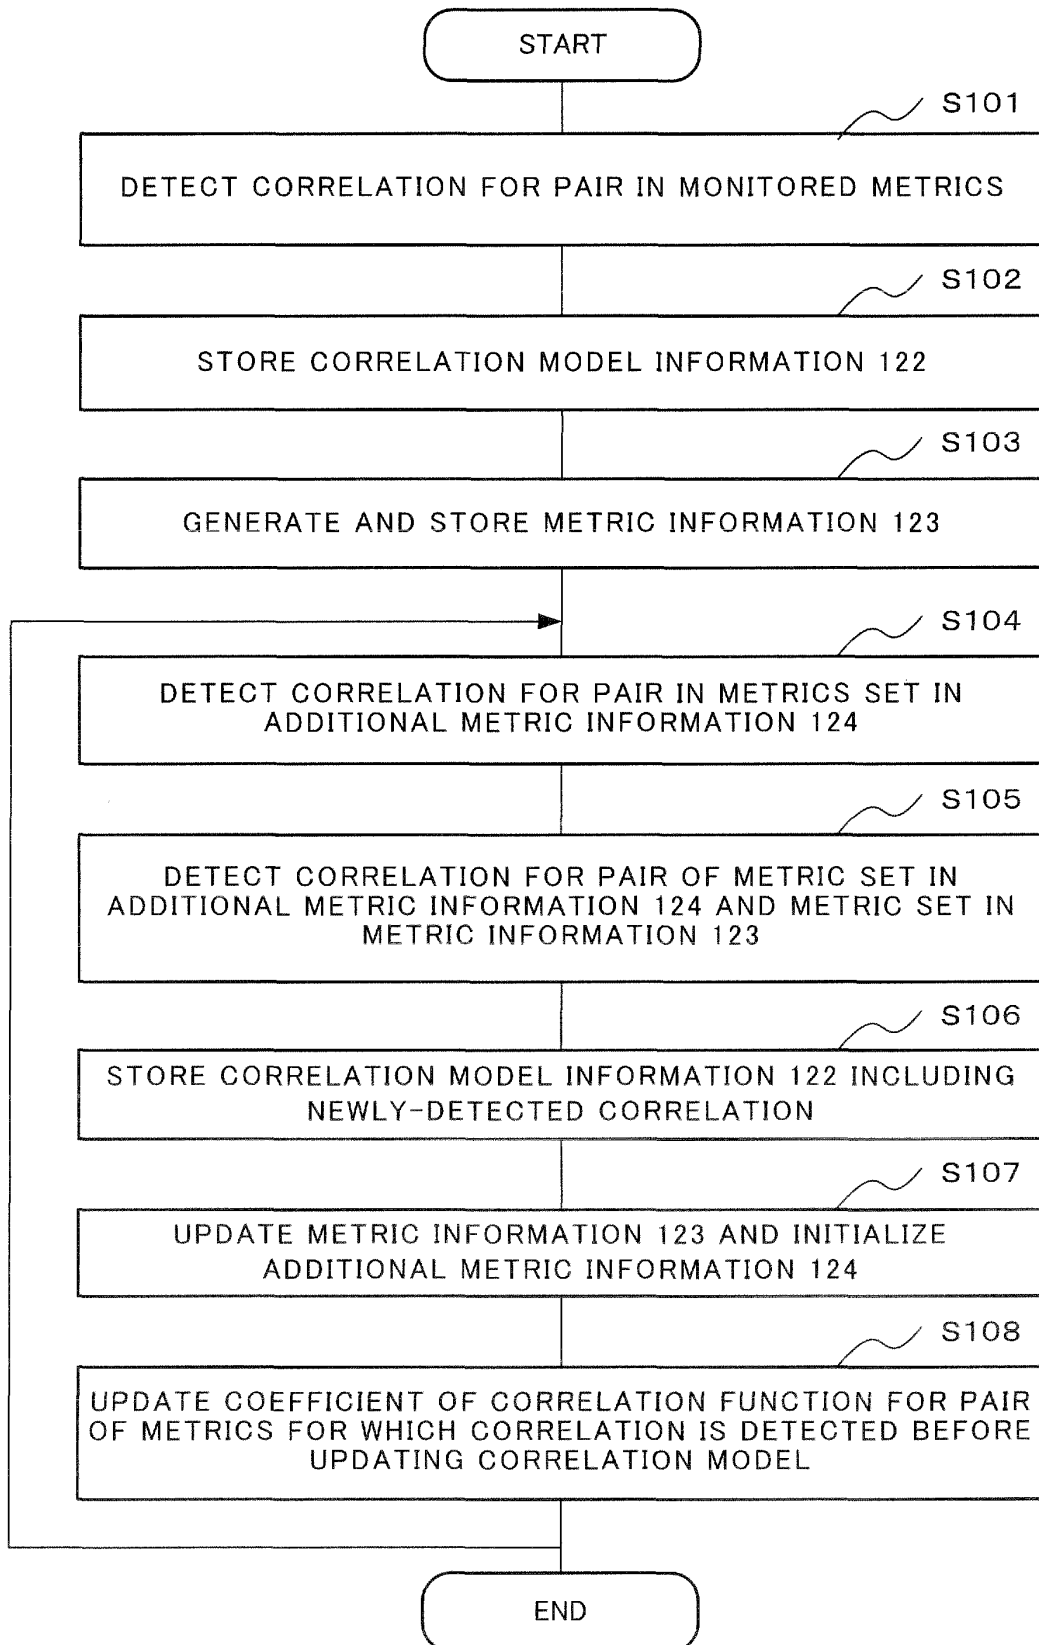 START
S101
DETECT CORRELATION FOR PAIR IN MONITORED METRICS
S102
STORE CORRELATION MODEL INFORMATION 122
S103
GENERATE AND STORE METRIC INFORMATION 123
S104
DETECT CORRELATION FOR PAIR IN METRICS SET IN
ADDITIONAL METRIC INFORMATION 124
S105
DETECT CORRELATION FOR PAIR OF METRIC SET IN
ADDITIONAL METRIC INFORMATION 124 AND METRIC SET IN
METRIC INFORMATION 123
S106
STORE CORRELATION MODEL INFORMATION 122 INCLUDING
NEWLY-DETECTED CORRELATION
S107
UPDATE METRIC INFORMATION 123 AND INITIALIZE
ADDITIONAL METRIC INFORMATION 124
S108
UPDATE COEFFICIENT OF CORRELATION FUNCTION FOR PAIR
OF METRICS FOR WHICH CORRELATION IS DETECTED BEFORE
UPDATING CORRELATION MODEL
END